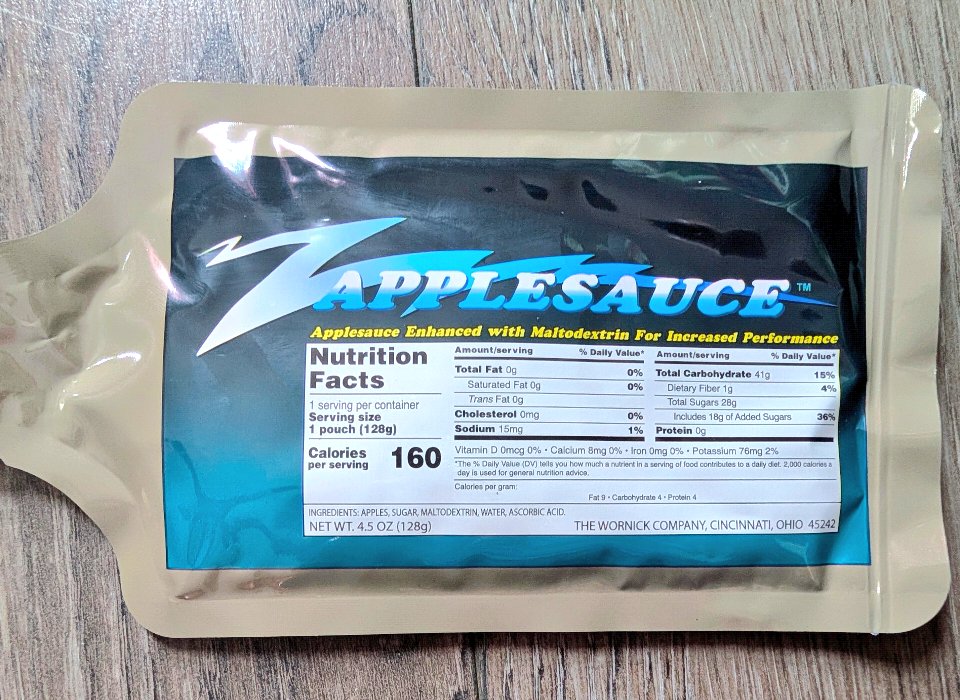 ZAPPLESAUCE™
Applesauce Enhanced with Maltodextrin For Increased Performance
Nutrition
Facts
1 serving per container
Serving size
1 pouch (128g)
Calories
per serving 160
Amount/serving % Daily Value*
Total Fat 0g 0%
Saturated Fat 0g 0%
Trans Fat 0g
Cholesterol 0mg 0%
Sodium 15mg 1%
Amount/serving % Daily Value*
Total Carbohydrate 41g 15%
Dietary Fiber 1g 4%
Total Sugars 28g
Includes 18g of Added Sugars 36%
Protein 0g
Vitamin D 0mcg 0% • Calcium 8mg 0% • Iron 0mg 0% • Potassium 76mg 2%
*The % Daily Value (DV) tells you how much a nutrient in a serving of food contributes to a daily diet. 2,000 calories a
day is used for general nutrition advice.
Calories per gram:
Fat 9 • Carbohydrate 4 • Protein 4
INGREDIENTS: APPLES, SUGAR, MALTODEXTRIN, WATER, ASCORBIC ACID.
NET WT. 4.5 OZ (128g) THE WORNICK COMPANY, CINCINNATI, OHIO 45242